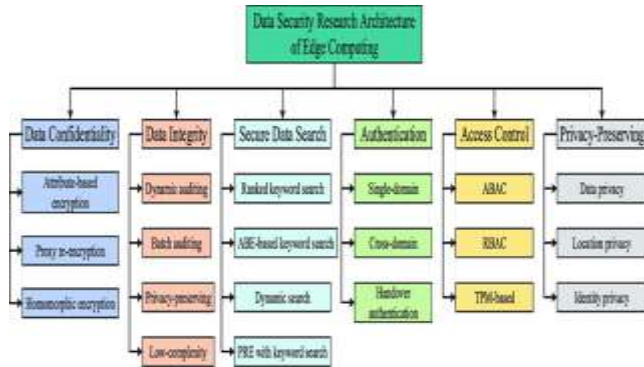 Data Security Research Architecture
of Edge Computing
Data Confidentiality
Data Integrity
Secure Data Search
Authentication
Access Control
Privacy-Preserving
Attribute-based
encryption
Dynamic auditing
Ranked keyword search
Single-domain
ABAC
Data privacy
Proxy re-encryption
Batch auditing
ABE-based keyword search
Cross-domain
RBAC
Location privacy
Homomorphic encryption
Privacy-preserving
Dynamic search
Handover
authentication
TPM-based
Identity privacy
Low-complexity
PRE with keyword search